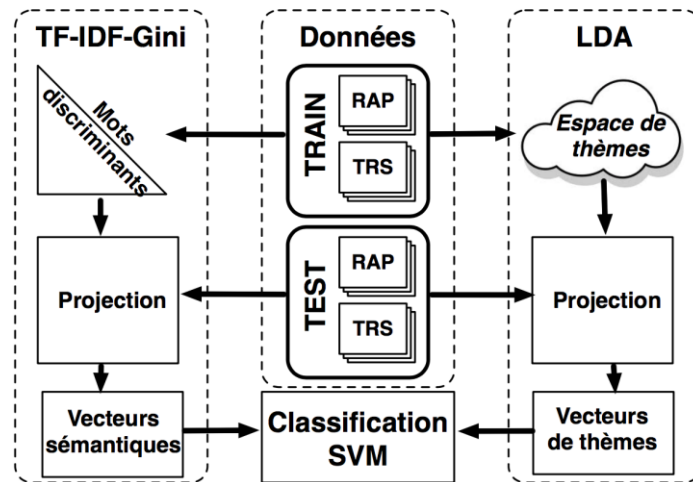 TF-IDF-Gini
Mots
discriminants
Projection
Vecteurs
sémantiques
Données
TRAIN
RAP
TRS
TEST
RAP
TRS
Classification
SVM
LDA
Espace de
thèmes
Projection
Vecteurs
de thèmes